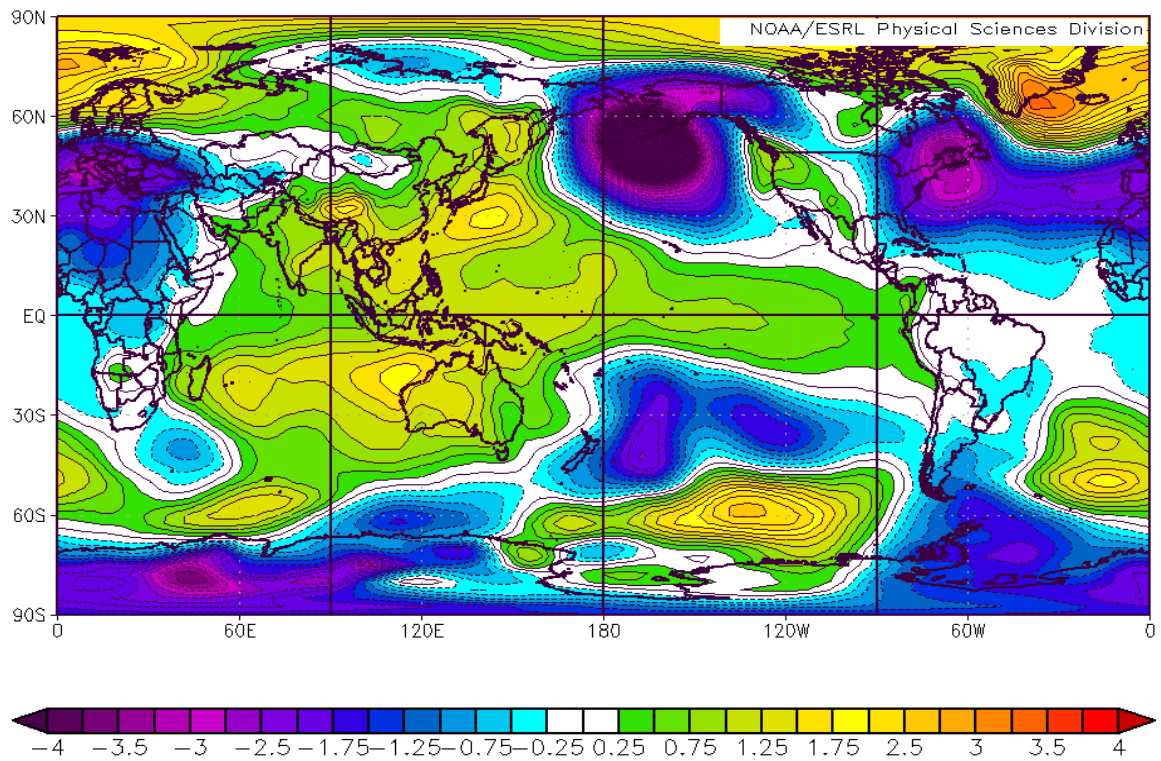 NOAA/ESRL Physical Sciences Division
90N
60N
30N
EQ
30S
60S
90S
0 60E 120E 180 120W 60W 0
−4 −3.5 −3 −2.5 −1.75 −1.25 −0.75 −0.25 0.25 0.75 1.25 1.75 2.5 3 3.5 4